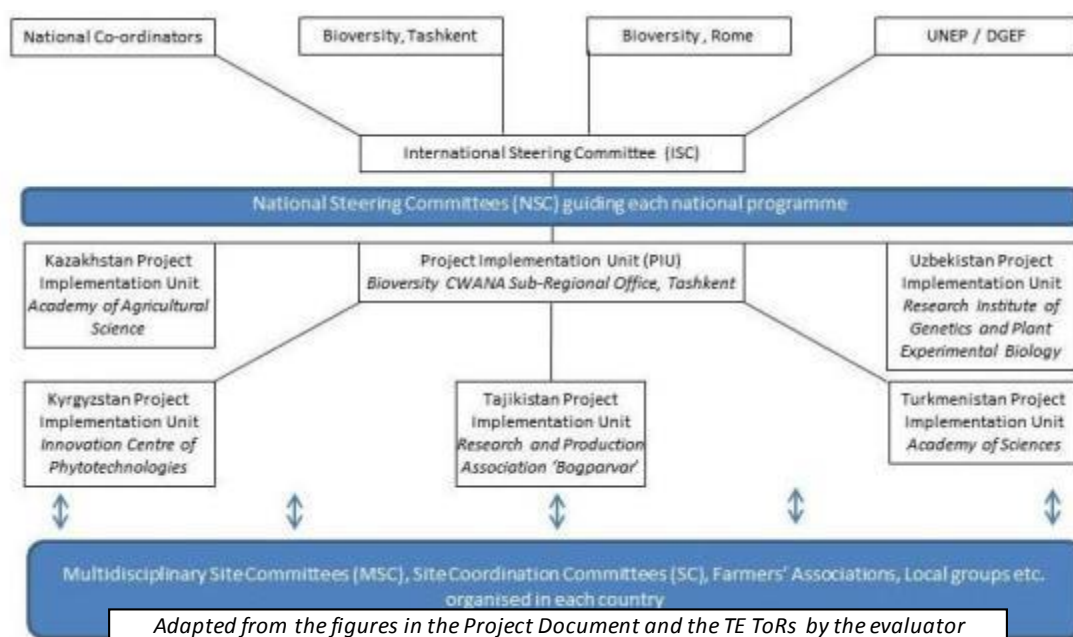 National Co-ordinators
Bioversity, Tashkent
Bioversity, Rome
UNEP / DGEF
International Steering Committee (ISC)
National Steering Committees (NSC) guiding each national programme
Kazakhstan Project
Implementation Unit
Academy of Agricultural
Science
Project Implementation Unit (PIU)
Bioversity CWANA Sub-Regional Office, Tashkent
Uzbekistan Project
Implementation Unit
Research Institute of
Genetics and Plant
Experimental Biology
Kyrgyzstan Project
Implementation Unit
Innovation Centre of
Phytotechnologies
Tajikistan Project
Implementation Unit
Research and Production
Association 'Bogparvar'
Turkmenistan Project
Implementation Unit
Academy of Sciences
Multidisciplinary Site Committees (MSC), Site Coordination Committees (SC), Farmers' Associations, Local groups etc.
organised in each country
Adapted from the figures in the Project Document and the TE ToRs by the evaluator